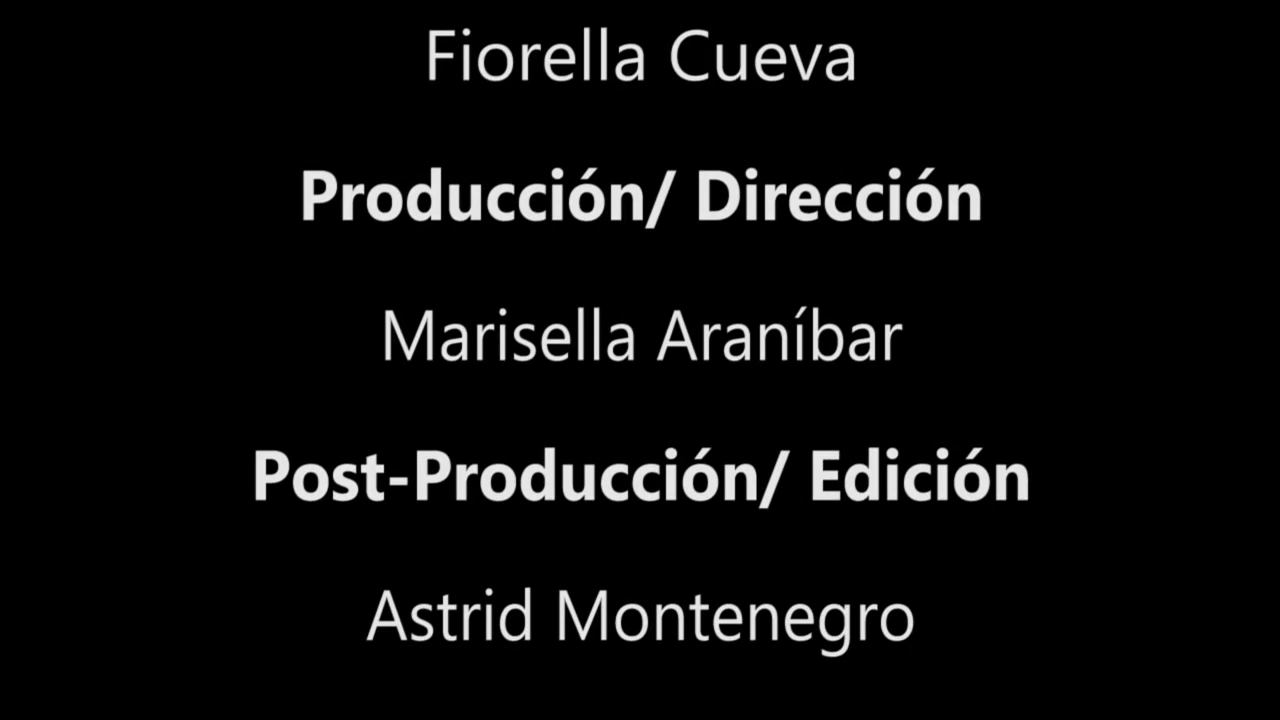 Fiorella Cueva
Producción/ Dirección
Marisella Araníbar
Post-Producción/ Edición
Astrid Montenegro